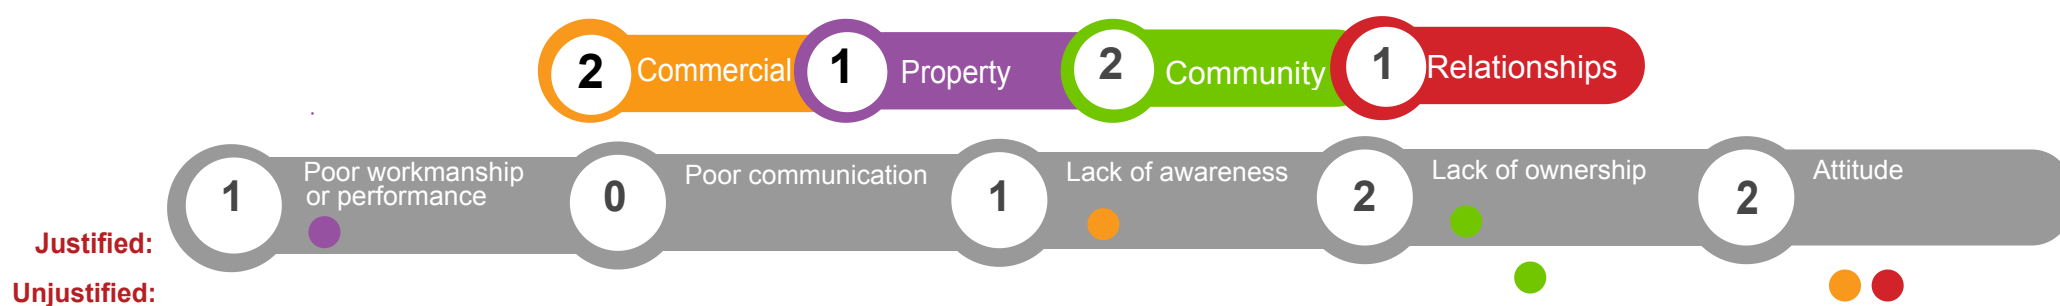 2 Commercial 1 Property 2 Community 1 Relationships
1 Poor workmanship
or performance
0 Poor communication
1 Lack of awareness
2 Lack of ownership
2 Attitude
Justified:
Unjustified: